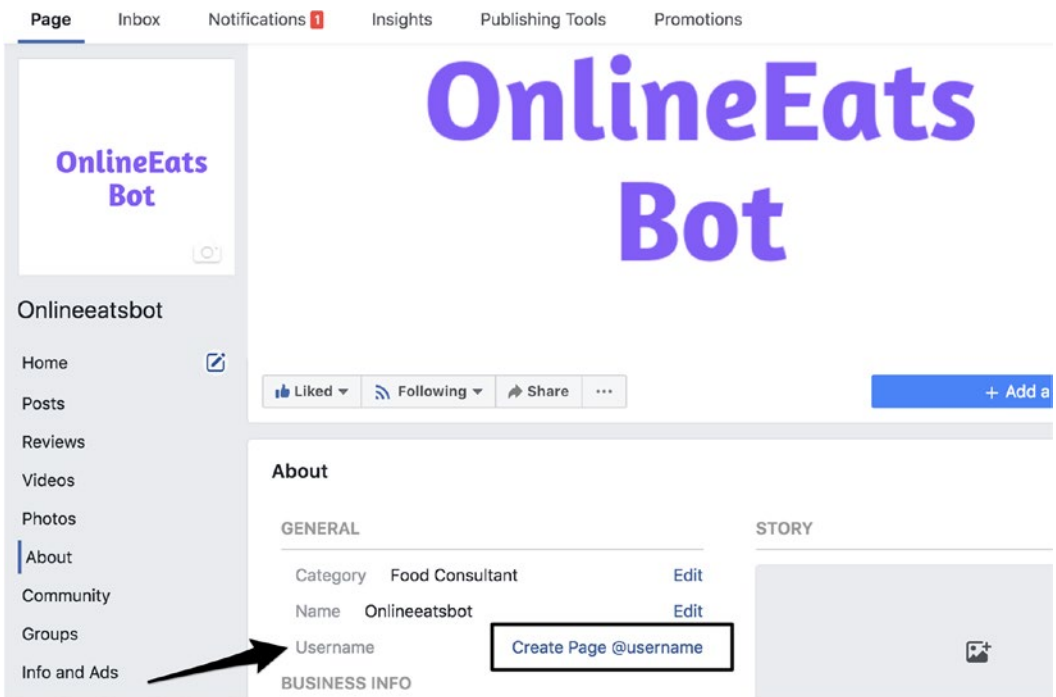 Page Inbox Notifications 1 Insights Publishing Tools Promotions
OnlineEats
Bot
OnlineEats
Bot
Onlineeatsbot
Home
Posts
Reviews
Videos
Photos
About
Community
Groups
Info and Ads
Liked Following Share ...
+ Add a
About
GENERAL
Category Food Consultant Edit
Name Onlineeatsbot Edit
Username Create Page @username
BUSINESS INFO
STORY